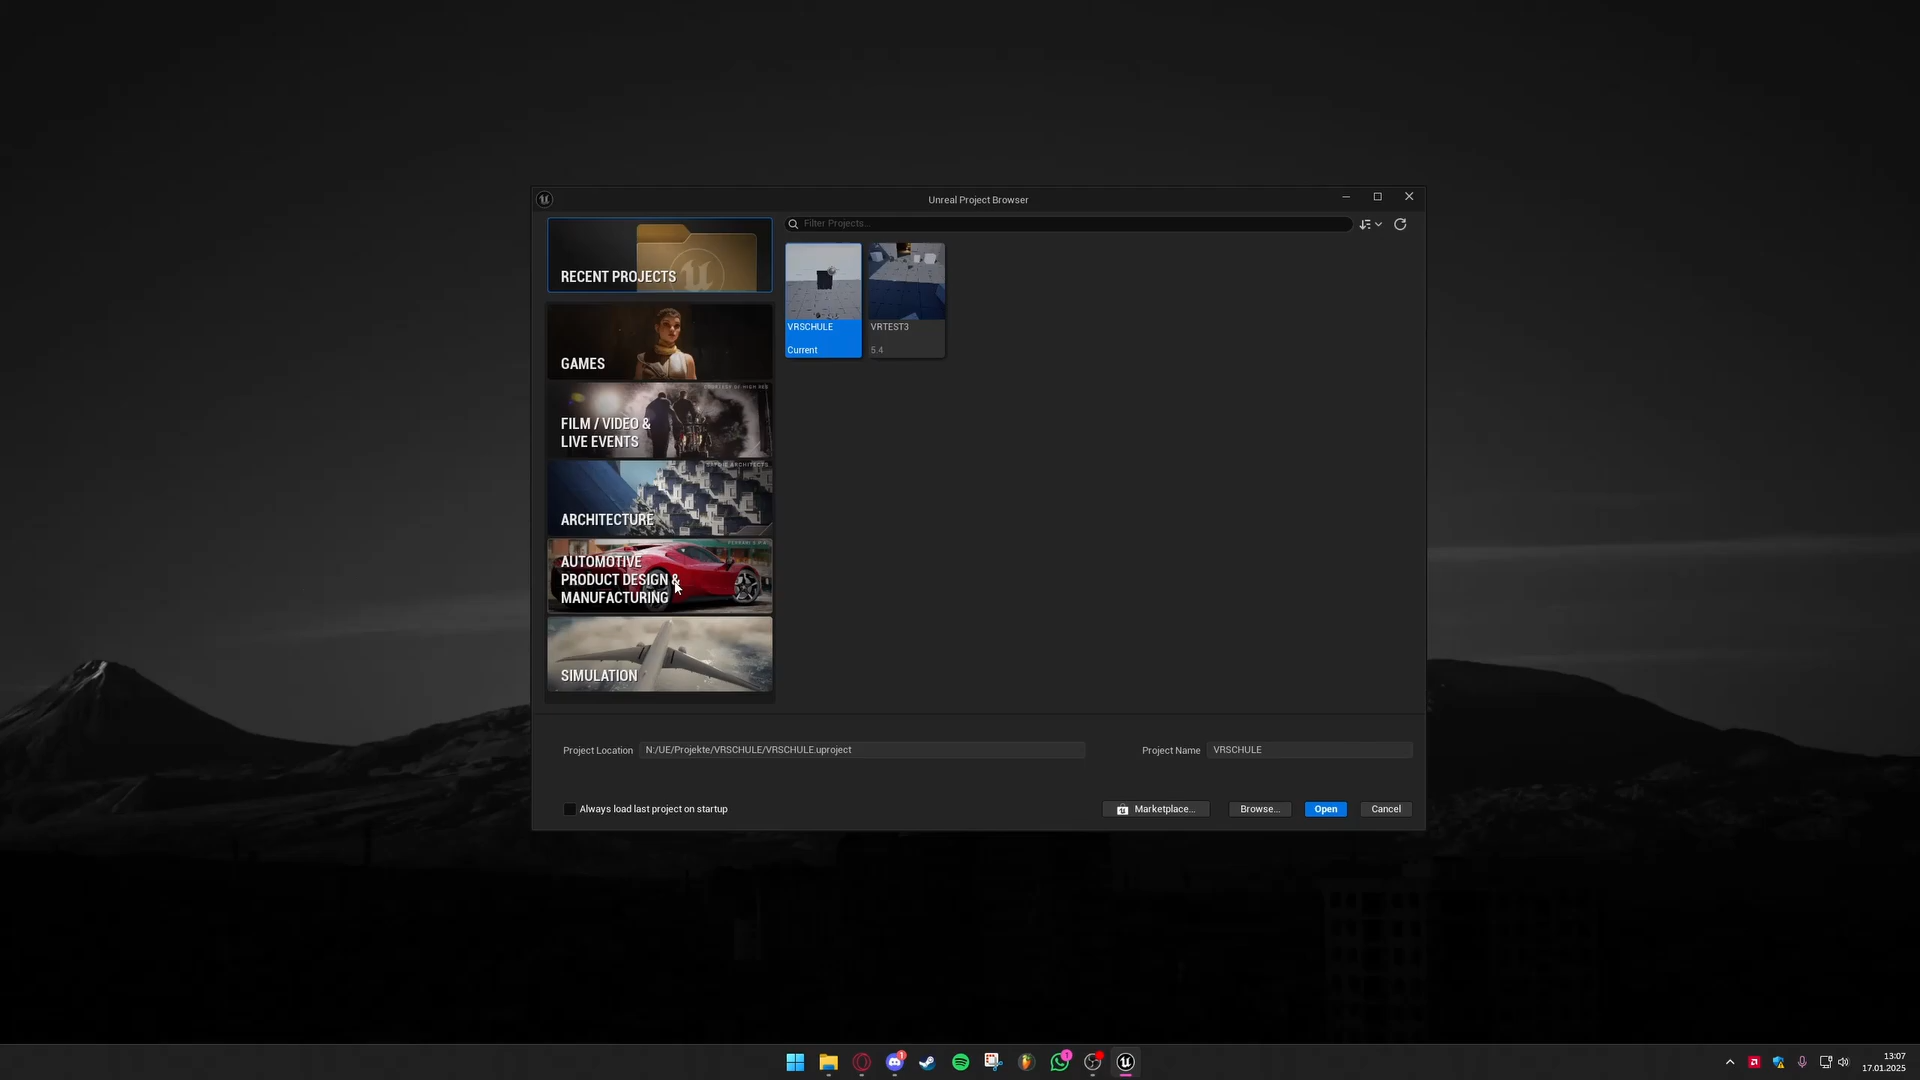 Unreal Project Browser
RECENT PROJECTS
Filter Projects...
GAMES
VRSCHULE
Current
VRTEST3
5.4
FILM / VIDEO &
LIVE EVENTS
ARCHITECTURE
AUTOMOTIVE
PRODUCT DESIGN &
MANUFACTURING
SIMULATION
Project Location
N:/UE/Projekte/VRSCHULE/VRSCHULE.uproject
Project Name
VRSCHULE
Always load last project on startup
Marketplace...
Browse...
Open
Cancel
1
1
13:07
17.01.2025